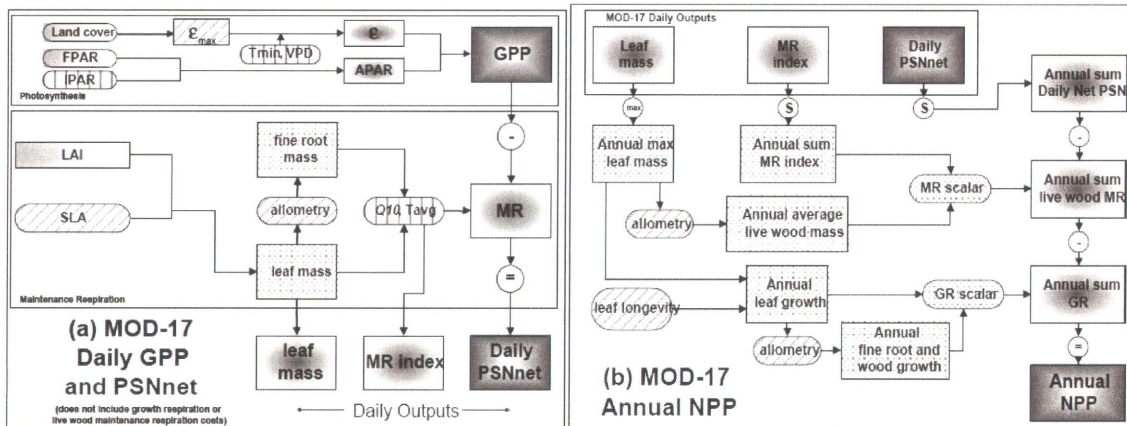 Land cover
ε max
ε
Tmin, VPD
FPAR
IPAR
APAR
GPP
Photosynthesis
-
LAI
SLA
fine root
mass
allometry
leaf mass
Q10, Tavg
MR
=
Maintenance Respiration
(a) MOD-17
Daily GPP
and PSNnet
(does not include growth respiration or
live wood maintenance respiration costs)
leaf
mass
MR index
Daily
PSNnet
Daily Outputs
MOD-17 Daily Outputs
Leaf
mass
MR
index
Daily
PSNnet
max
S
S
Annual sum
Daily Net PSN
-
Annual max
leaf mass
Annual sum
MR index
MR scalar
Annual sum
live wood MR
allometry
Annual average
live wood mass
-
leaf longevity
Annual
leaf growth
GR scalar
Annual sum
GR
allometry
Annual
fine root and
wood growth
=
Annual
NPP
(b) MOD-17
Annual NPP